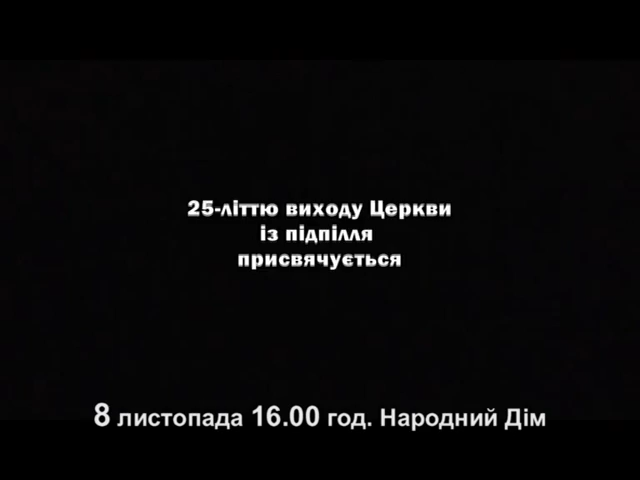 25-літтю виходу Церкви
із підпілля
присвячується
8 листопада 16.00 год. Народний Дім